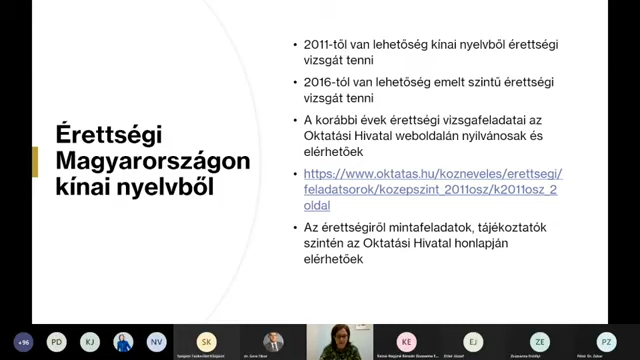 Érettségi
Magyarországon
kínai nyelvből
• 2011-től van lehetőség kínai nyelvből érettségi
vizsgát tenni
• 2016-tól van lehetőség emelt szintű érettségi
vizsgát tenni
• A korábbi évek érettségi vizsgafeladatai az
Oktatási Hivatal weboldalán nyilvánosak és
elérhetőek
• https://www.oktatas.hu/kozneveles/erettsegi/
feladatsorok/kozepszint_2011osz/k2011osz_2
oldal
• Az érettségiről mintafeladatok, tájékoztatók
szintén az Oktatási Hivatal honlapján
elérhetőek
+96
PD
KJ
NV
SK
KE
EJ
ZE
PZ